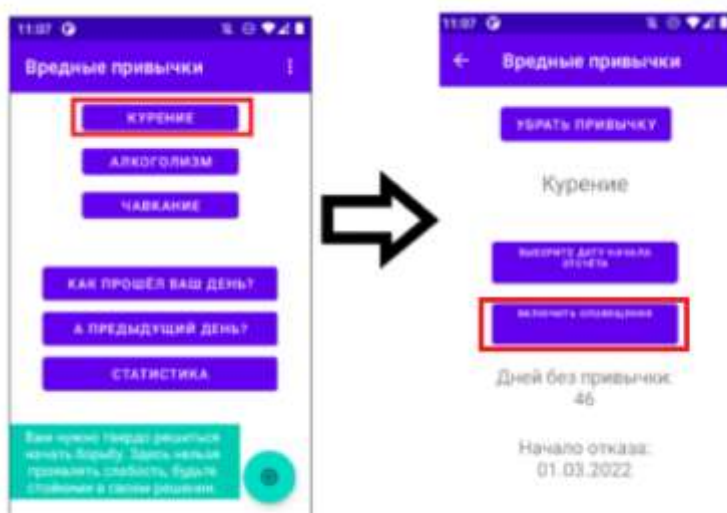 11:07
Вредные привычки
КУРЕНИЕ
АЛКОГОЛИЗМ
ЧАВКАНИЕ
КАК ПРОШЁЛ ВАШ ДЕНЬ?
А ПРЕДЫДУЩИЙ ДЕНЬ?
СТАТИСТИКА
Вам нужно твердо решиться
начать борьбу. Здесь нельзя
проявлять слабость, будьте
стойкими в своем решении.
11:07
Вредные привычки
УБРАТЬ ПРИВЫЧКУ
Курение
ВЫБЕРИТЕ ДАТУ НАЧАЛА
ОТСЧЁТА
ВКЛЮЧИТЬ ОПОВЕЩЕНИЯ
Дней без привычки:
46
Начало отказа:
01.03.2022